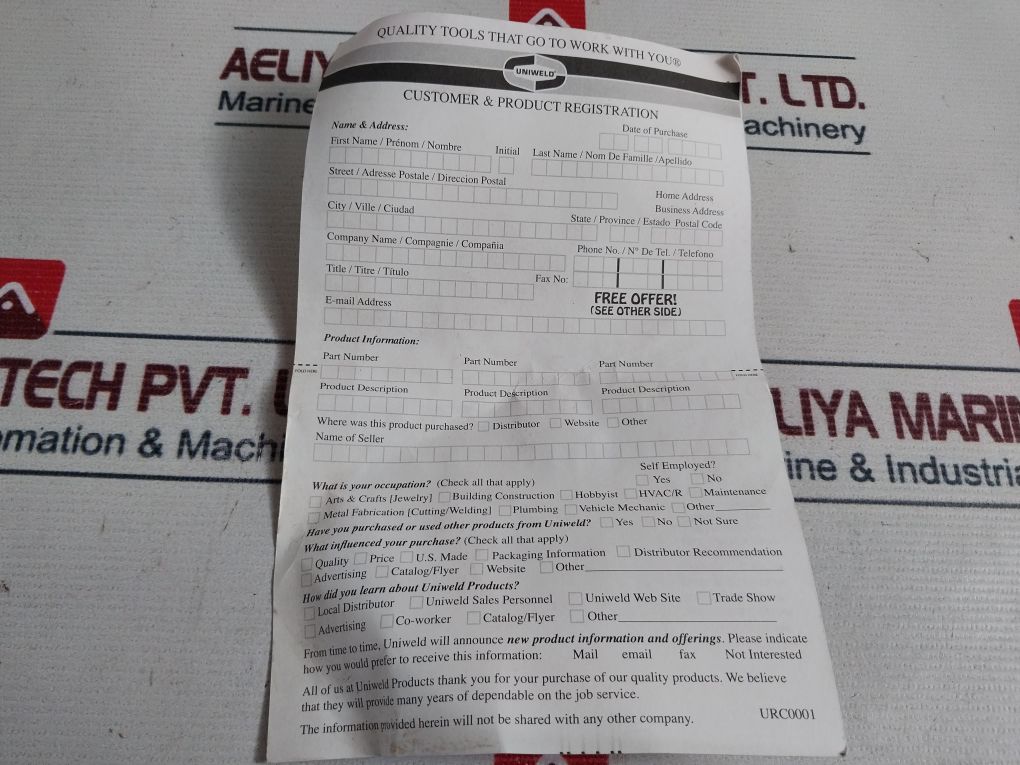 QUALITY TOOLS THAT GO TO WORK WITH YOU®
UNIWELD®
CUSTOMER & PRODUCT REGISTRATION
Name & Address:
Date of Purchase
First Name / Prénom / Nombre
Initial
Last Name / Nom De Famille /Apellido
Street / Adresse Postale / Direccion Postal
Home Address
Business Address
City / Ville / Ciudad
State / Province / Estado Postal Code
Company Name / Compagnie / Compañia
Phone No. / N° De Tel. / Telefono
Title / Titre / Título
Fax No:
E-mail Address
FREE OFFER!
(SEE OTHER SIDE)
Product Information:
Part Number
Part Number
Part Number
FOLD HERE
FOLD HERE
Product Description
Product Description
Product Description
Where was this product purchased? Distributor Website Other
Name of Seller
Self Employed?
What is your occupation? (Check all that apply) Yes No
Arts & Crafts [Jewelry] Building Construction Hobbyist HVAC/R Maintenance
Metal Fabrication [Cutting/Welding] Plumbing Vehicle Mechanic Other
Have you purchased or used other products from Uniweld? Yes No Not Sure
What influenced your purchase? (Check all that apply)
Quality Price U.S. Made Packaging Information Distributor Recommendation
Advertising Catalog/Flyer Website Other
How did you learn about Uniweld Products?
Local Distributor Uniweld Sales Personnel Uniweld Web Site Trade Show
Advertising Co-worker Catalog/Flyer Other
From time to time, Uniweld will announce new product information and offerings. Please indicate
how you would prefer to receive this information: Mail email fax Not Interested
All of us at Uniweld Products thank you for your purchase of our quality products. We believe
that they will provide many years of dependable on the job service.
The information provided herein will not be shared with any other company.
URC0001
AELIY
T. LTD.
Marine
achinery
TECH PVT. L
omation & Machi
ELIYA MARIN
ine & Industria